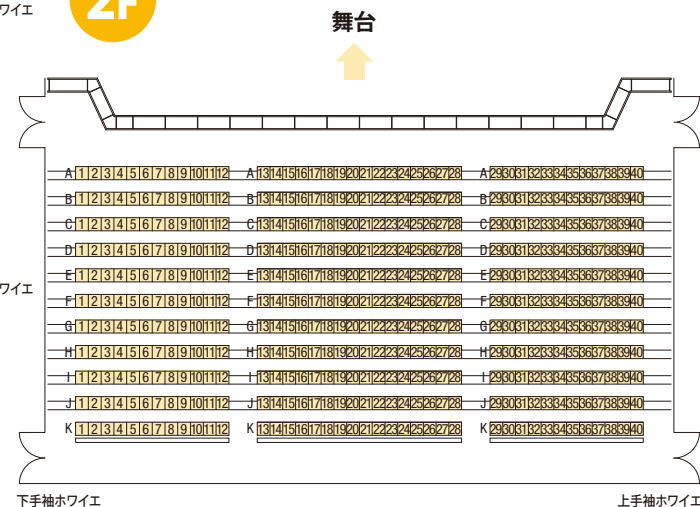 ワイエ
2F
舞台
A 1 2 3 4 5 6 7 8 9 10 11 12 A 13 14 15 16 17 18 19 20 21 22 23 24 25 26 27 28 A 29 30 31 32 33 34 35 36 37 38 39 40
B 1 2 3 4 5 6 7 8 9 10 11 12 B 13 14 15 16 17 18 19 20 21 22 23 24 25 26 27 28 B 29 30 31 32 33 34 35 36 37 38 39 40
C 1 2 3 4 5 6 7 8 9 10 11 12 C 13 14 15 16 17 18 19 20 21 22 23 24 25 26 27 28 C 29 30 31 32 33 34 35 36 37 38 39 40
D 1 2 3 4 5 6 7 8 9 10 11 12 D 13 14 15 16 17 18 19 20 21 22 23 24 25 26 27 28 D 29 30 31 32 33 34 35 36 37 38 39 40
E 1 2 3 4 5 6 7 8 9 10 11 12 E 13 14 15 16 17 18 19 20 21 22 23 24 25 26 27 28 E 29 30 31 32 33 34 35 36 37 38 39 40
ワイエ
F 1 2 3 4 5 6 7 8 9 10 11 12 F 13 14 15 16 17 18 19 20 21 22 23 24 25 26 27 28 F 29 30 31 32 33 34 35 36 37 38 39 40
G 1 2 3 4 5 6 7 8 9 10 11 12 G 13 14 15 16 17 18 19 20 21 22 23 24 25 26 27 28 G 29 30 31 32 33 34 35 36 37 38 39 40
H 1 2 3 4 5 6 7 8 9 10 11 12 H 13 14 15 16 17 18 19 20 21 22 23 24 25 26 27 28 H 29 30 31 32 33 34 35 36 37 38 39 40
I 1 2 3 4 5 6 7 8 9 10 11 12 I 13 14 15 16 17 18 19 20 21 22 23 24 25 26 27 28 I 29 30 31 32 33 34 35 36 37 38 39 40
J 1 2 3 4 5 6 7 8 9 10 11 12 J 13 14 15 16 17 18 19 20 21 22 23 24 25 26 27 28 J 29 30 31 32 33 34 35 36 37 38 39 40
K 1 2 3 4 5 6 7 8 9 10 11 12 K 13 14 15 16 17 18 19 20 21 22 23 24 25 26 27 28 K 29 30 31 32 33 34 35 36 37 38 39 40
下手袖ホワイエ 上手袖ホワイエ